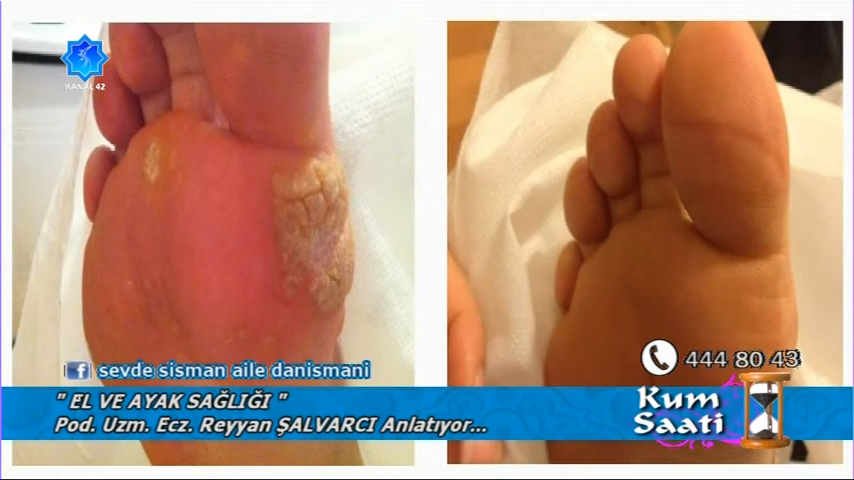 KANAL 42
sevde sisman aile danismani
444 80 43
" EL VE AYAK SAĞLIĞI "
Pod. Uzm. Ecz. Reyyan ŞALVARCI Anlatıyor...
Kum
Saati